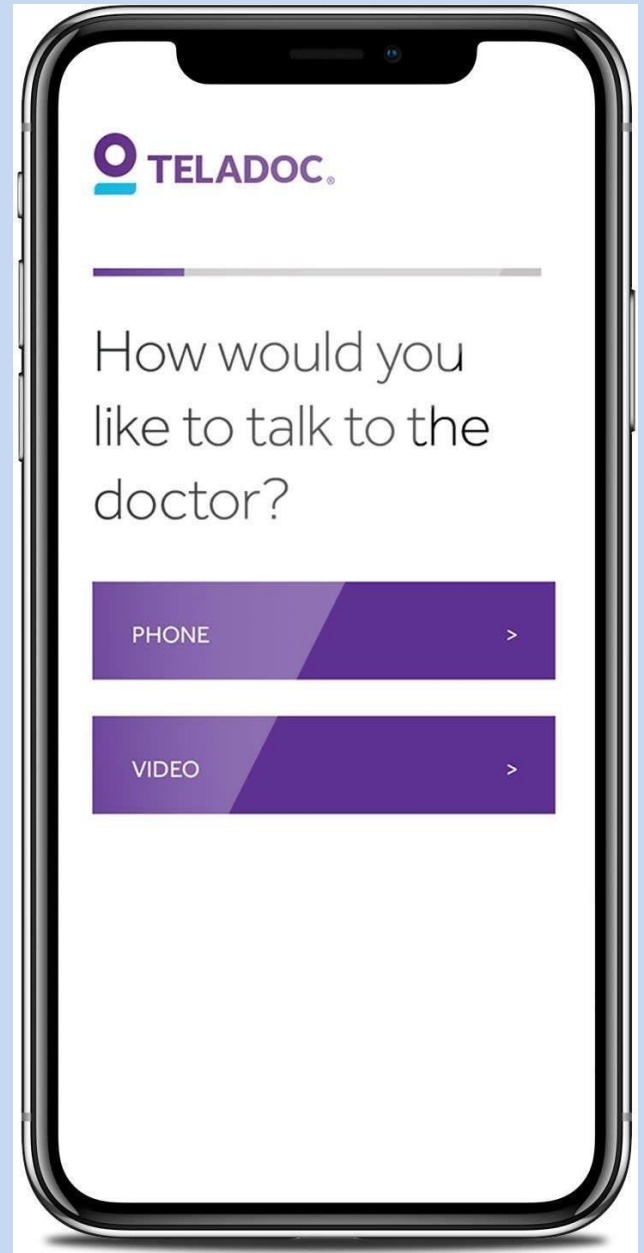 TELADOC®
How would you
like to talk to the
doctor?
PHONE >
VIDEO >